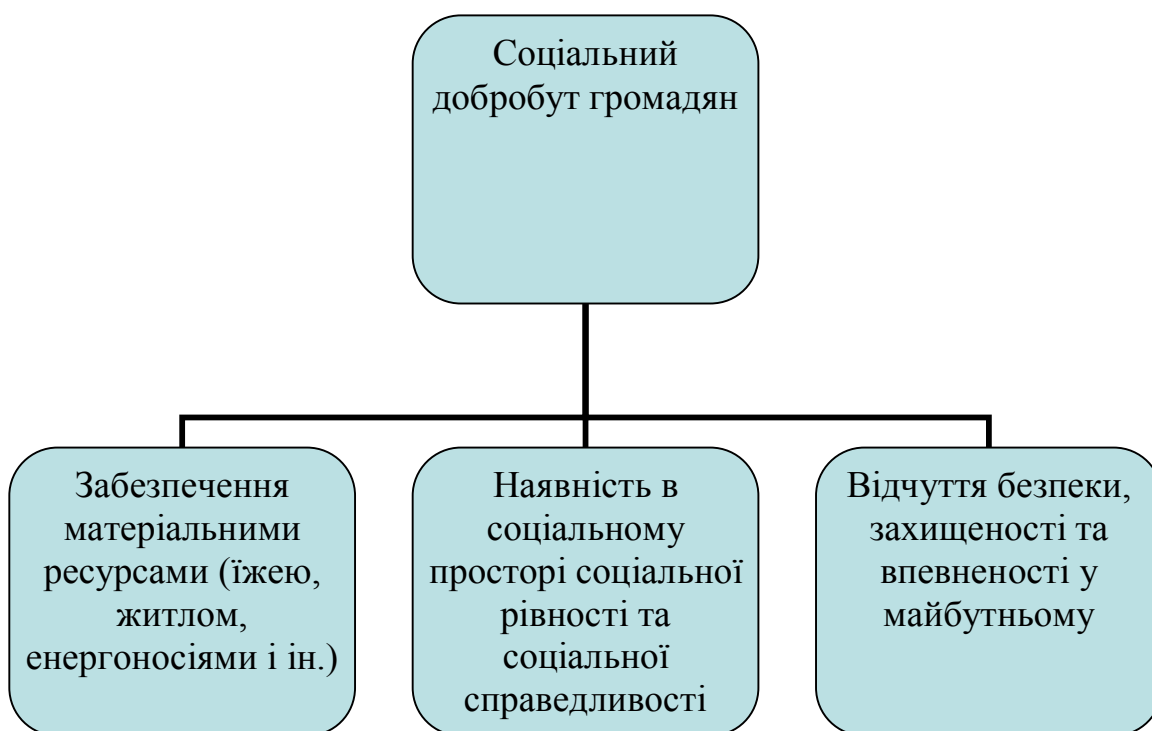 Соціальний
добробут громадян
Забезпечення
матеріальними
ресурсами (їжею,
житлом,
енергоносіями і ін.)
Наявність в
соціальному
просторі соціальної
рівності та
соціальної
справедливості
Відчуття безпеки,
захищеності та
впевненості у
майбутньому